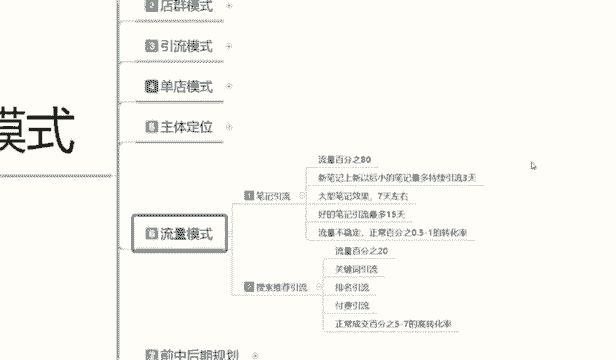 2 店群模式
3 引流模式
4 单店模式
5 主体定位
模式
6 流量模式
1 笔记引流
流量百分之80
新笔记上新以后小的笔记最多持续引流3天
大型笔记效果,7天左右
好的笔记引流最多15天
流量不稳定,正常百分之0.5-1的转化率
2 搜索推荐引流
流量百分之20
关键词引流
排名引流
付费引流
正常成交百分之5-7的高转化率
7 前中后期规划